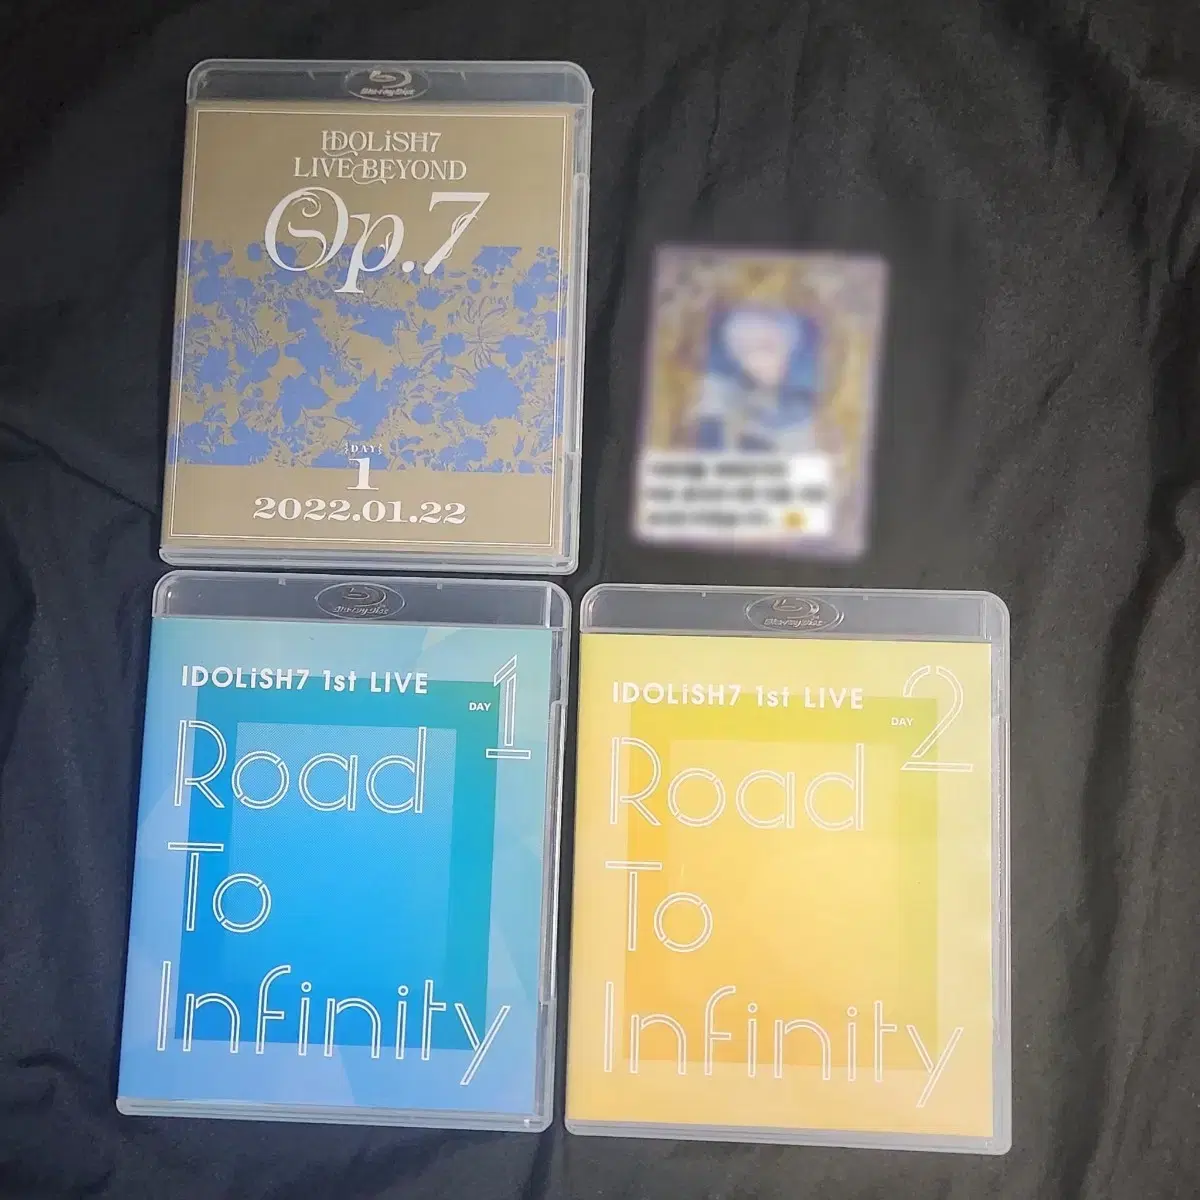 Blu-ray Disc
IDOLiSH7
LIVE BEYOND
Op.7
DAY
1
2022.01.22
Blu-ray Disc
IDOLiSH7 1st LIVE
DAY 1
Road
To
Infinity
Blu-ray Disc
IDOLiSH7 1st LIVE
DAY 2
Road
To
Infinity